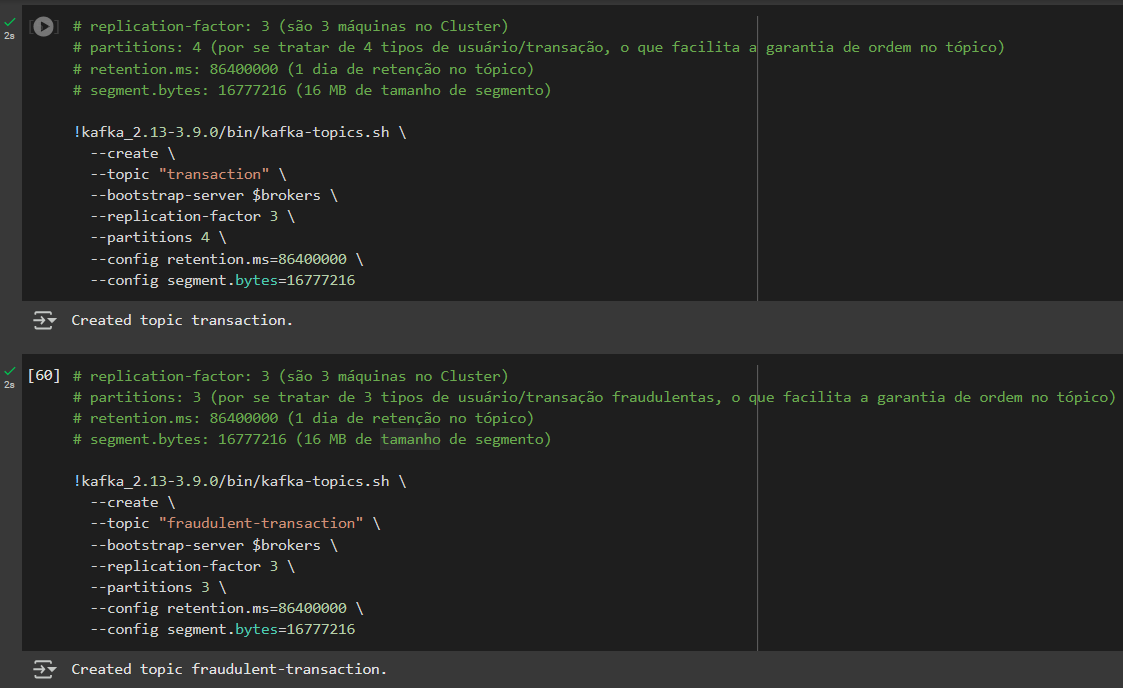 # replication-factor: 3 (são 3 máquinas no Cluster)
2s
# partitions: 4 (por se tratar de 4 tipos de usuário/transação, o que facilita a garantia de ordem no tópico)
# retention.ms: 86400000 (1 dia de retenção no tópico)
# segment.bytes: 16777216 (16 MB de tamanho de segmento)
!kafka_2.13-3.9.0/bin/kafka-topics.sh \
--create \
--topic "transaction" \
--bootstrap-server $brokers \
--replication-factor 3 \
--partitions 4 \
--config retention.ms=86400000 \
--config segment.bytes=16777216
Created topic transaction.
[60] # replication-factor: 3 (são 3 máquinas no Cluster)
2s
# partitions: 3 (por se tratar de 3 tipos de usuário/transação fraudulentas, o que facilita a garantia de ordem no tópico)
# retention.ms: 86400000 (1 dia de retenção no tópico)
# segment.bytes: 16777216 (16 MB de tamanho de segmento)
!kafka_2.13-3.9.0/bin/kafka-topics.sh \
--create \
--topic "fraudulent-transaction" \
--bootstrap-server $brokers \
--replication-factor 3 \
--partitions 3 \
--config retention.ms=86400000 \
--config segment.bytes=16777216
Created topic fraudulent-transaction.